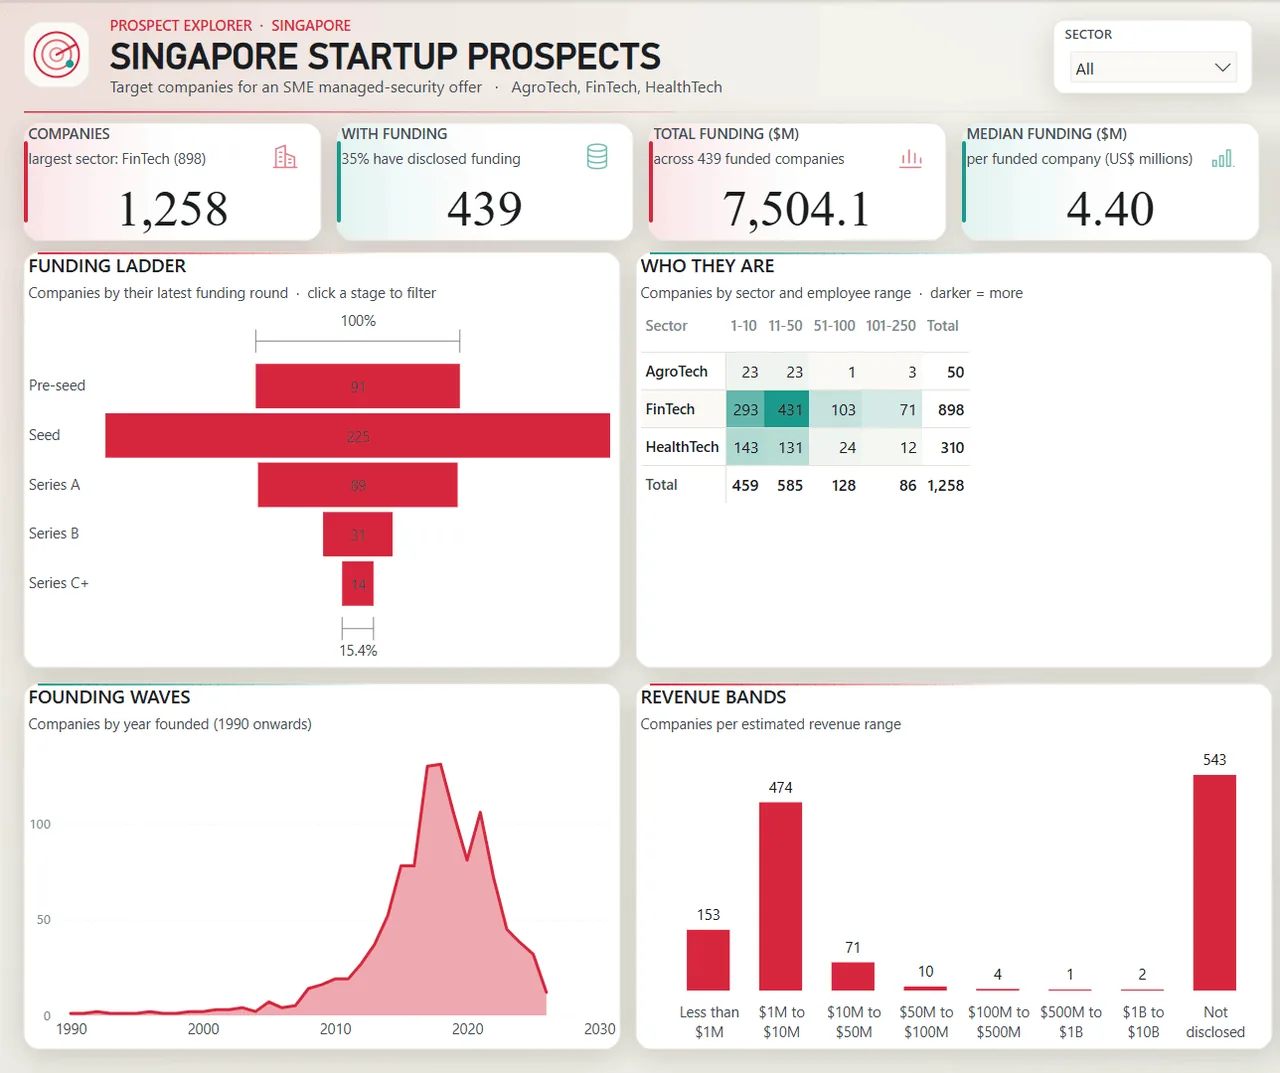 PROSPECT EXPLORER · SINGAPORE
SINGAPORE STARTUP PROSPECTS
Target companies for an SME managed-security offer · AgroTech, FinTech, HealthTech
SECTOR
All
COMPANIES
largest sector: FinTech (898)
1,258
WITH FUNDING
35% have disclosed funding
439
TOTAL FUNDING ($M)
across 439 funded companies
7,504.1
MEDIAN FUNDING ($M)
per funded company (US$ millions)
4.40
FUNDING LADDER
Companies by their latest funding round · click a stage to filter
100%
Pre-seed 91
Seed 225
Series A 89
Series B 31
Series C+ 14
15.4%
WHO THEY ARE
Companies by sector and employee range · darker = more
Sector 1-10 11-50 51-100 101-250 Total
AgroTech 23 23 1 3 50
FinTech 293 431 103 71 898
HealthTech 143 131 24 12 310
Total 459 585 128 86 1,258
FOUNDING WAVES
Companies by year founded (1990 onwards)
100
50
0
1990 2000 2010 2020 2030
REVENUE BANDS
Companies per estimated revenue range
153 474 71 10 4 1 2 543
Less than $1M to $10M to $50M to $100M to $500M to $1B to Not
$1M $10M $50M $100M $500M $1B $10B disclosed